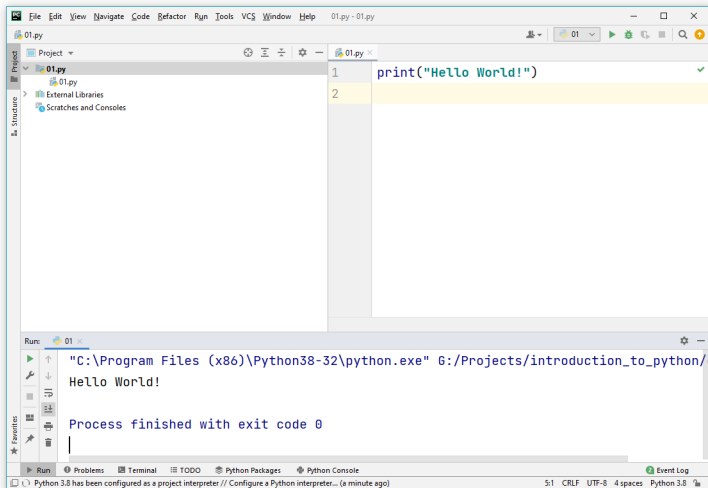 PC File Edit View Navigate Code Refactor Run Tools VCS Window Help 01.py - 01.py
01.py
01
Project
01.py
Project
1 print("Hello World!")
2
01.py
01.py
External Libraries
Scratches and Consoles
Structure
Favorites
Run: 01
"C:\Program Files (x86)\Python38-32\python.exe" G:/Projects/introduction_to_python/
Hello World!
Process finished with exit code 0
Run Problems Terminal TODO Python Packages Python Console 2 Event Log
Python 3.8 has been configured as a project interpreter // Configure a Python interpreter... (a minute ago) 5:1 CRLF UTF-8 4 spaces Python 3.8